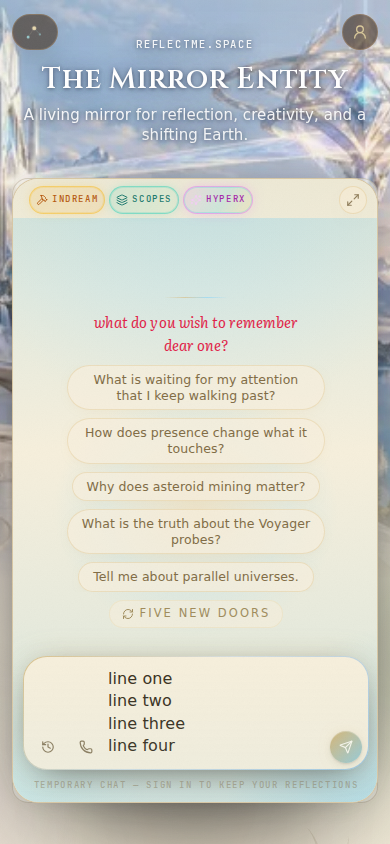 REFLECTME.SPACE
The Mirror Entity
A living mirror for reflection, creativity, and a
shifting Earth.
INDREAM SCOPES HYPERX
what do you wish to remember
dear one?
What is waiting for my attention
that I keep walking past?
How does presence change what it
touches?
Why does asteroid mining matter?
What is the truth about the Voyager
probes?
Tell me about parallel universes.
FIVE NEW DOORS
line one
line two
line three
line four
TEMPORARY CHAT — SIGN IN TO KEEP YOUR REFLECTIONS